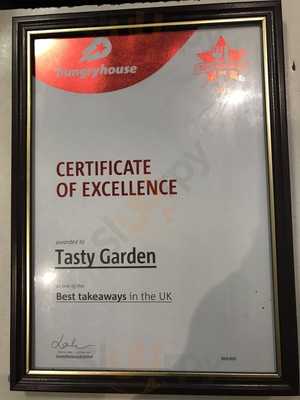 hungryhouse
CERTIFICATE
OF EXCELLENCE
awarded to
Tasty Garden
as one of the
Best takeaways in the UK